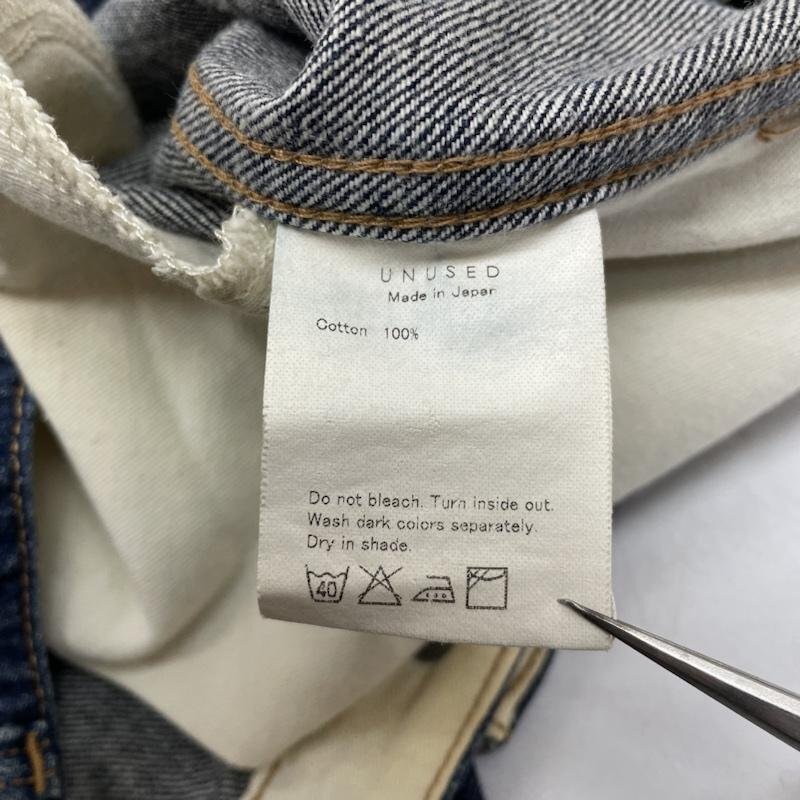 UNUSED
Made in Japan
Cotton 100%
Do not bleach. Turn inside out.
Wash dark colors separately.
Dry in shade.
40